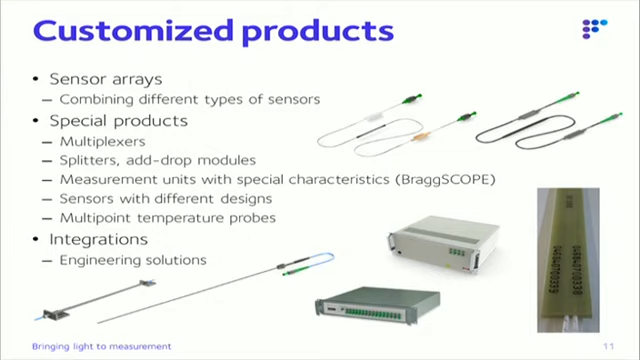 Customized products
• Sensor arrays
– Combining different types of sensors
• Special products
– Multiplexers
– Splitters, add-drop modules
– Measurement units with special characteristics (BraggSCOPE)
– Sensors with different designs
– Multipoint temperature probes
• Integrations
– Engineering solutions
Bringing light to measurement
11